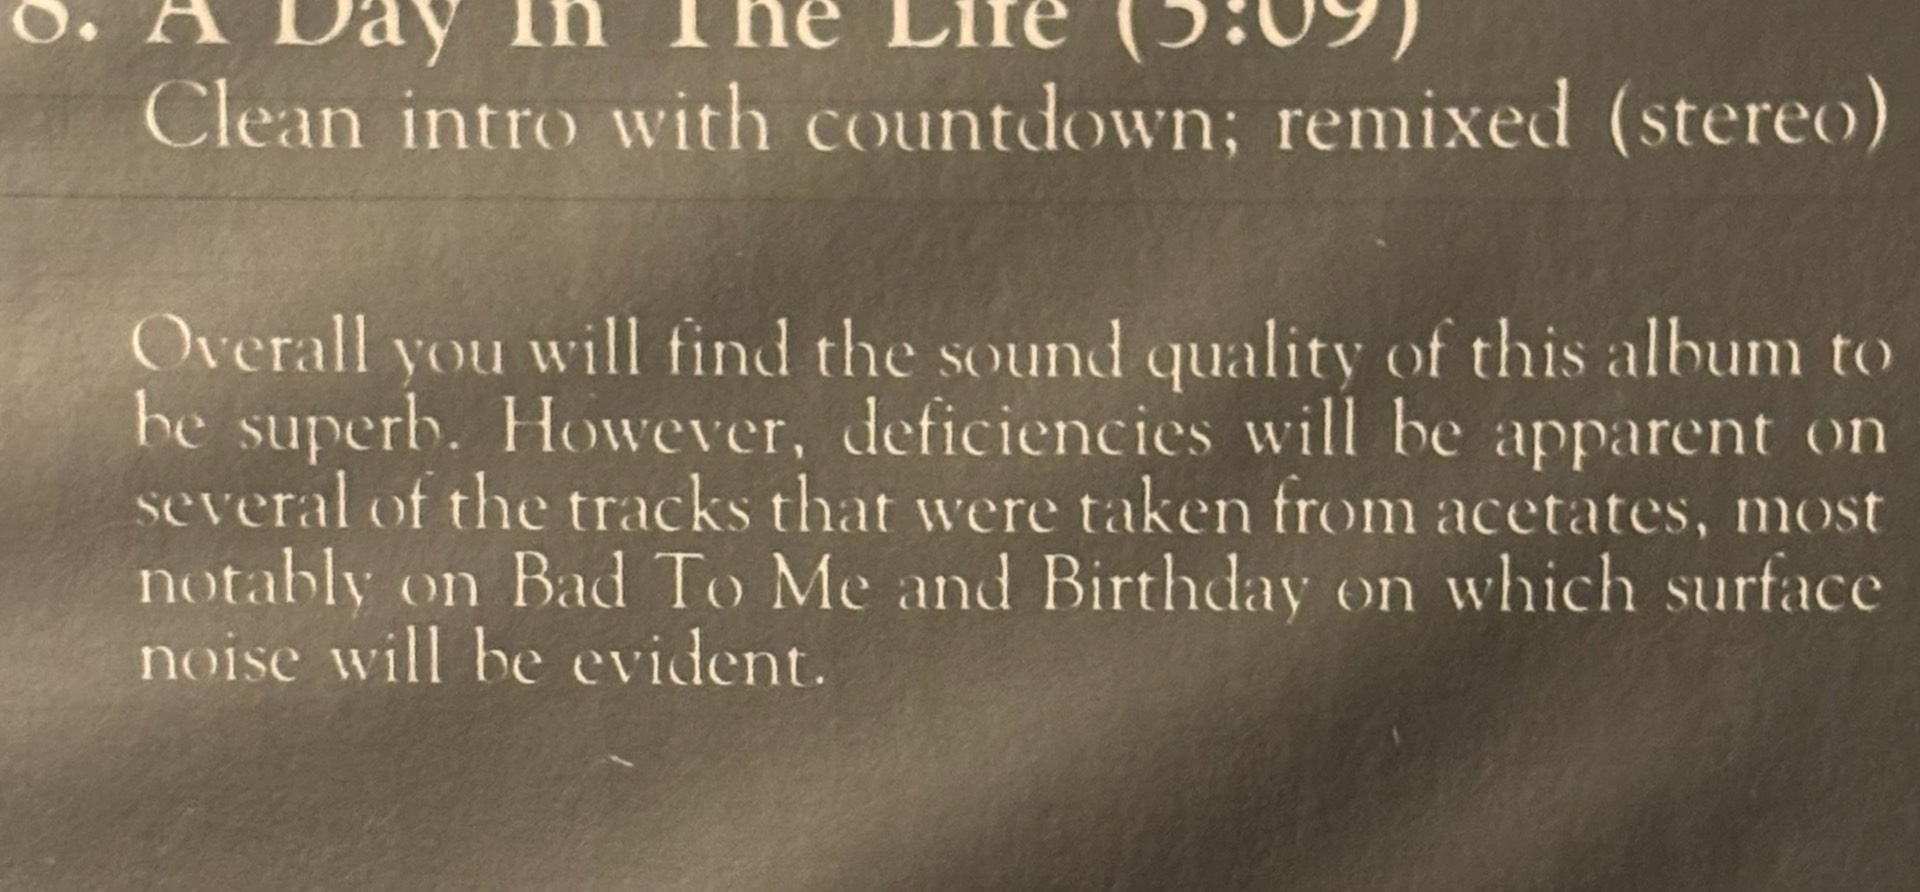 8. A Day In The Life (5:09)
Clean intro with countdown; remixed (stereo)
Overall you will find the sound quality of this album to
be superb. However, deficiencies will be apparent on
several of the tracks that were taken from acetates, most
notably on Bad To Me and Birthday on which surface
noise will be evident.